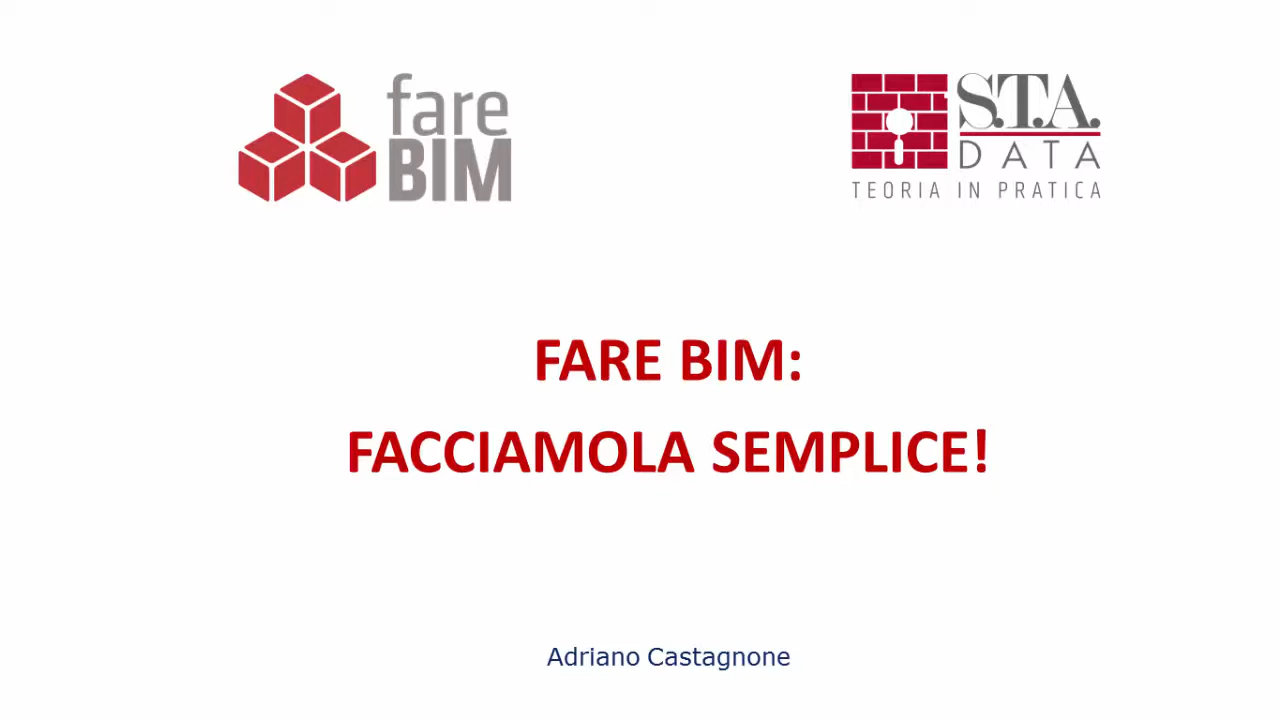 fare
BIM
S.T.A.
DATA
TEORIA IN PRATICA
FARE BIM:
FACCIAMOLA SEMPLICE!
Adriano Castagnone